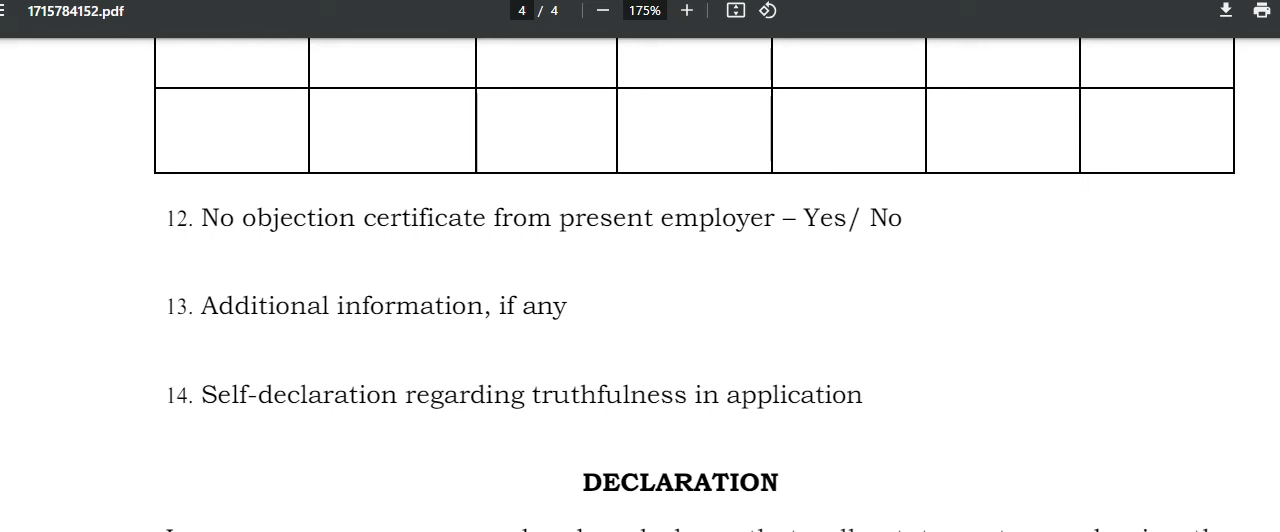 1715784152.pdf 4 / 4 175%
12. No objection certificate from present employer – Yes/ No
13. Additional information, if any
14. Self-declaration regarding truthfulness in application
DECLARATION